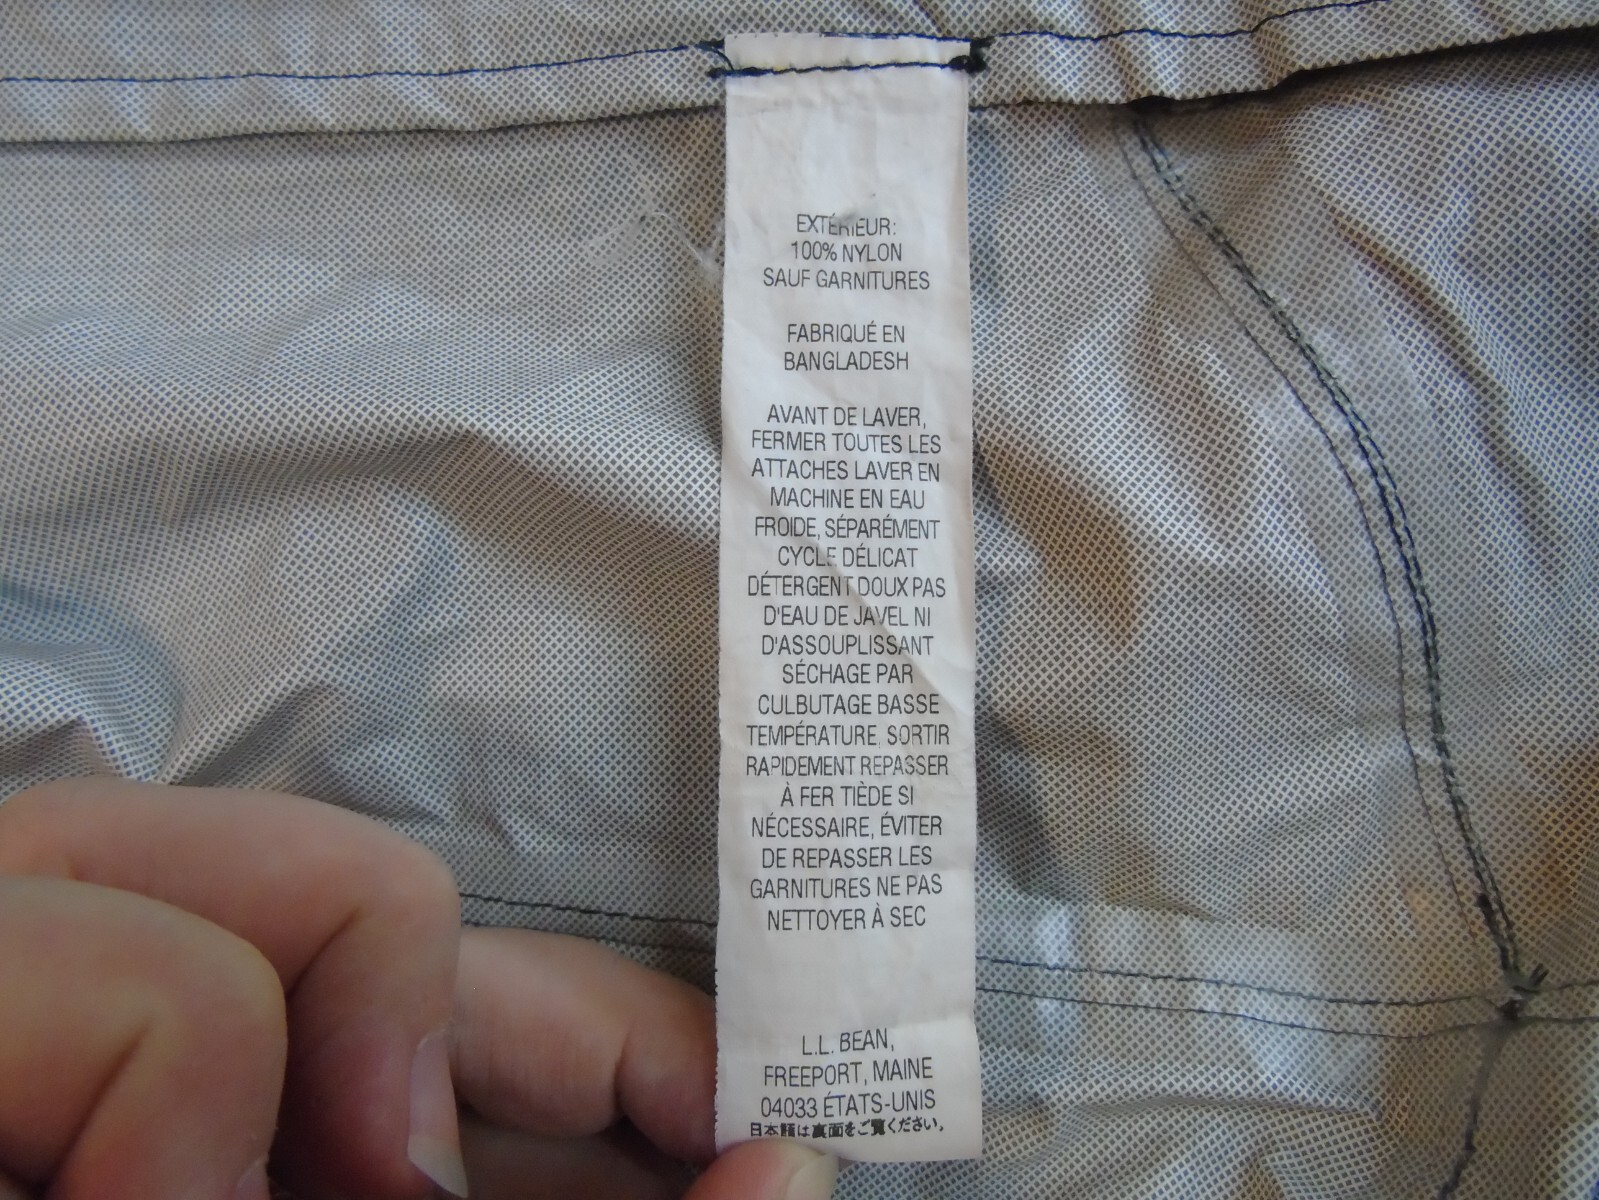 EXTÉRIEUR:
100% NYLON
SAUF GARNITURES
FABRIQUÉ EN
BANGLADESH
AVANT DE LAVER,
FERMER TOUTES LES
ATTACHES LAVER EN
MACHINE EN EAU
FROIDE, SÉPARÉMENT
CYCLE DÉLICAT
DÉTERGENT DOUX PAS
D'EAU DE JAVEL NI
D'ASSOUPLISSANT
SÉCHAGE PAR
CULBUTAGE BASSE
TEMPÉRATURE, SORTIR
RAPIDEMENT REPASSER
À FER TIÈDE SI
NÉCESSAIRE, ÉVITER
DE REPASSER LES
GARNITURES NE PAS
NETTOYER À SEC
L.L. BEAN,
FREEPORT, MAINE
04033 ÉTATS-UNIS
日本語は裏面をご覧ください。